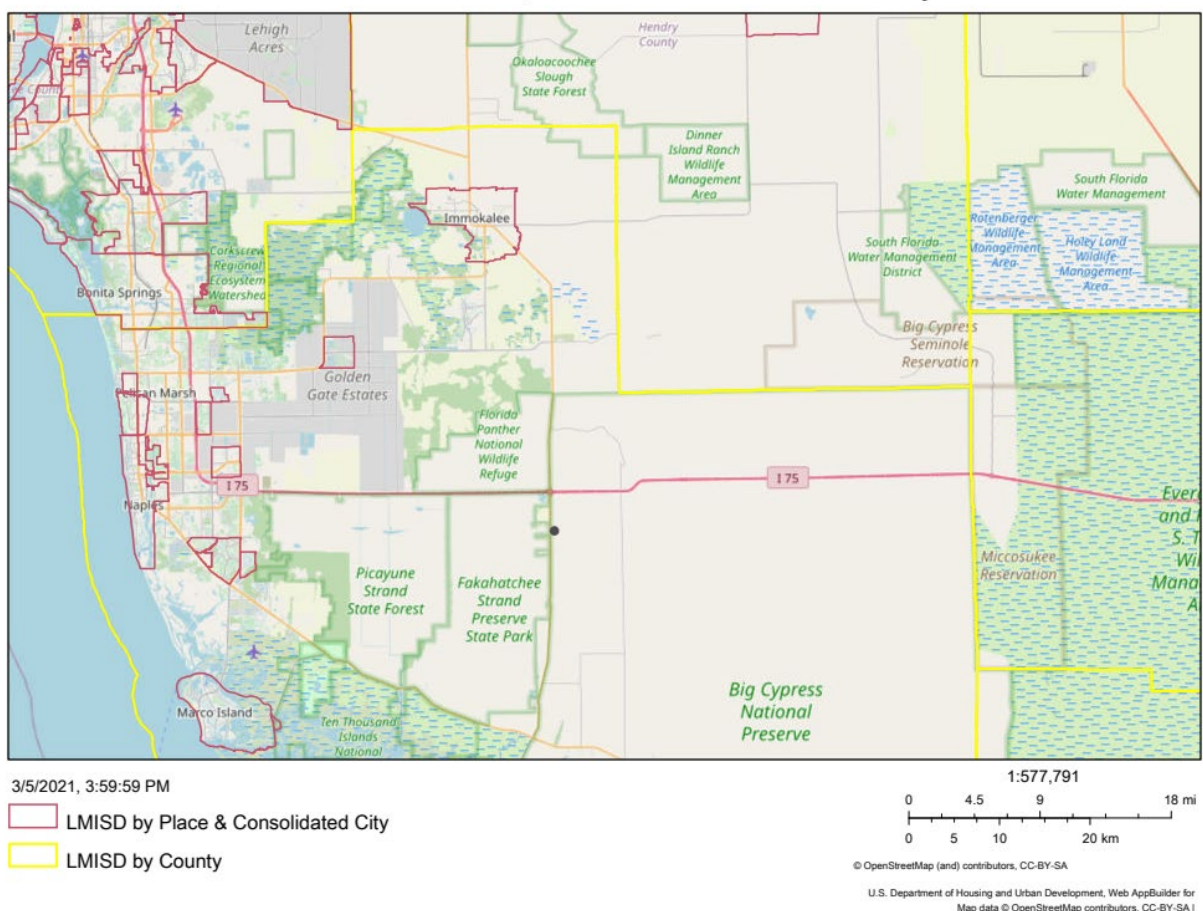 Lehigh
Acres
Hendry
County
Okaloacoochee
Slough
State Forest
Dinner
Island Ranch
Wildlife
Management
Area
South Florida
Water Management
Immokalee
Rotenberger
Wildlife
Management
Area
Holey Land
Wildlife
Management
Area
South Florida
Water Management
District
Corkscrew
Regional
Ecosystem
Watershed
Bonita Springs
Big Cypress
Seminole
Reservation
Golden
Gate Estates
Pelican Marsh
Florida
Panther
National
Wildlife
Refuge
I 75
I 75
Naples
Miccosukee
Reservation
Picayune
Strand
State Forest
Fakahatchee
Strand
Preserve
State Park
Big Cypress
National
Preserve
Marco Island
Ten Thousand
Islands
National
3/5/2021, 3:59:59 PM
LMISD by Place & Consolidated City
LMISD by County
1:577,791
0 4.5 9 18 mi
0 5 10 20 km
© OpenStreetMap (and) contributors, CC-BY-SA
U.S. Department of Housing and Urban Development, Web AppBuilder for
Map data © OpenStreetMap contributors, CC-BY-SA |